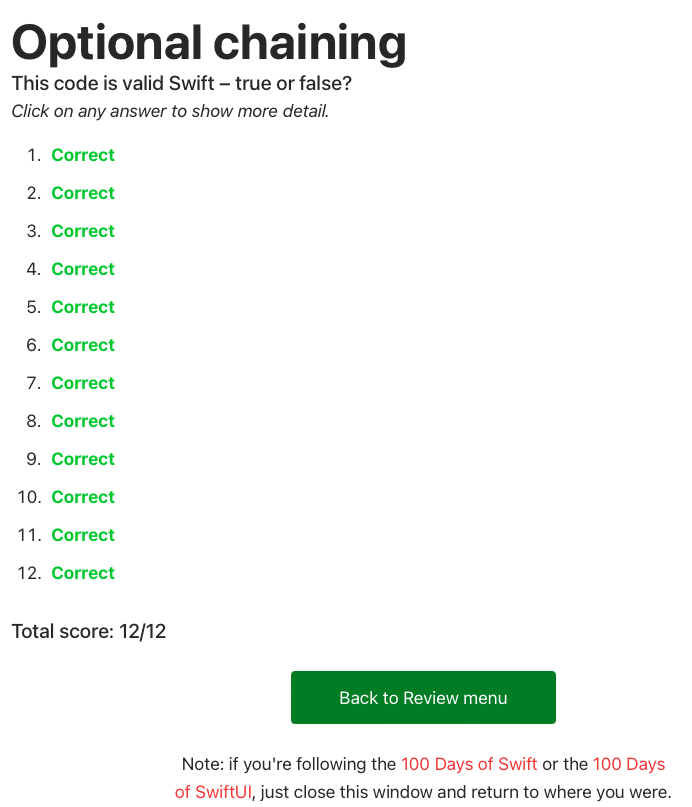 Optional chaining
This code is valid Swift – true or false?
Click on any answer to show more detail.
1. Correct
2. Correct
3. Correct
4. Correct
5. Correct
6. Correct
7. Correct
8. Correct
9. Correct
10. Correct
11. Correct
12. Correct
Total score: 12/12
Back to Review menu
Note: if you're following the 100 Days of Swift or the 100 Days
of SwiftUI, just close this window and return to where you were.